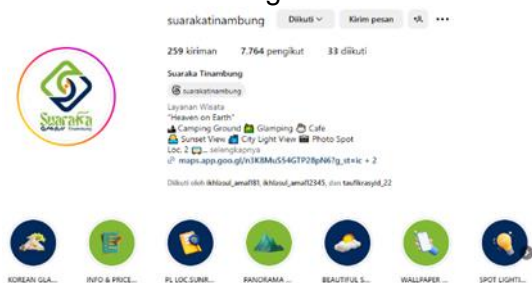 suarakatinambung Diikuti Kirim pesan
259 kiriman 7.764 pengikut 33 diikuti
Suaraka Tinambung
suarakatinambung
Layanan Wisata
"Heaven on Earth"
Camping Ground Glamping Cafe
Sunset View City Light View Photo Spot
Loc. 2 ... selengkapnya
maps.app.goo.gl/n3K8MuS54GTP28pN6?g_st=ic + 2
Diikuti oleh ikhlasul_amal181, ikhlasul_amal12345, dan taufikrasyid_22
Suaraka
Tinambung
KOREAN GLA... INFO & PRICE... PL LOC.SUNR... PANORAMA ... BEAUTIFUL S... WALLPAPER ... SPOT LIGHTI...